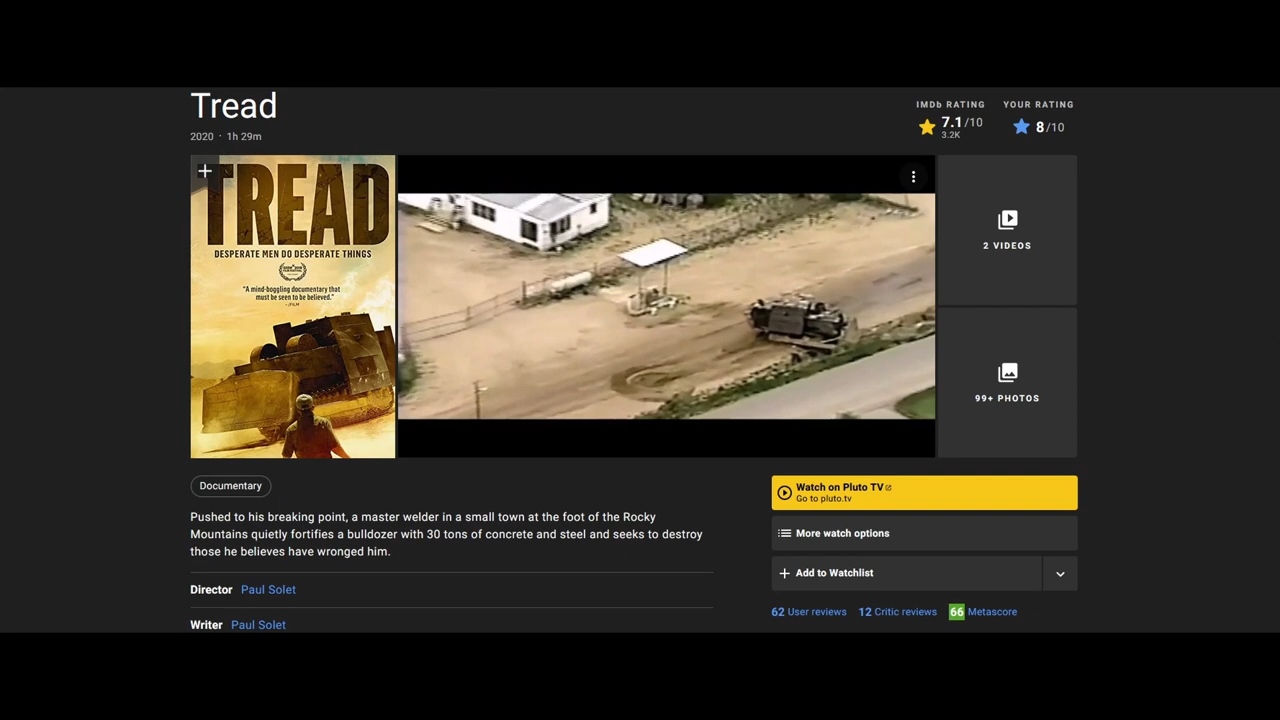 Tread
2020 · 1h 29m
IMDb RATING
7.1/10
3.2K
YOUR RATING
8/10
TREAD
DESPERATE MEN DO DESPERATE THINGS
"A mind-boggling documentary that
must be seen to be believed."
-/FILM
2 VIDEOS
99+ PHOTOS
Documentary
Pushed to his breaking point, a master welder in a small town at the foot of the Rocky
Mountains quietly fortifies a bulldozer with 30 tons of concrete and steel and seeks to destroy
those he believes have wronged him.
Director Paul Solet
Writer Paul Solet
Watch on Pluto TV
Go to pluto.tv
More watch options
Add to Watchlist
62 User reviews 12 Critic reviews 66 Metascore